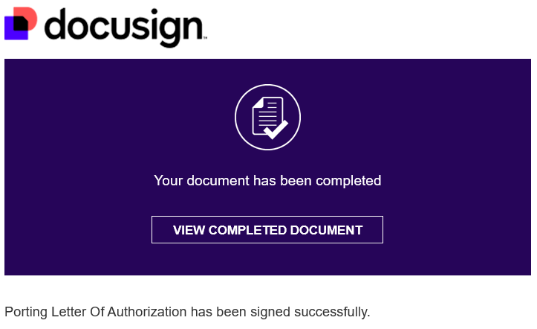 docusign
Your document has been completed
VIEW COMPLETED DOCUMENT
Porting Letter Of Authorization has been signed successfully.